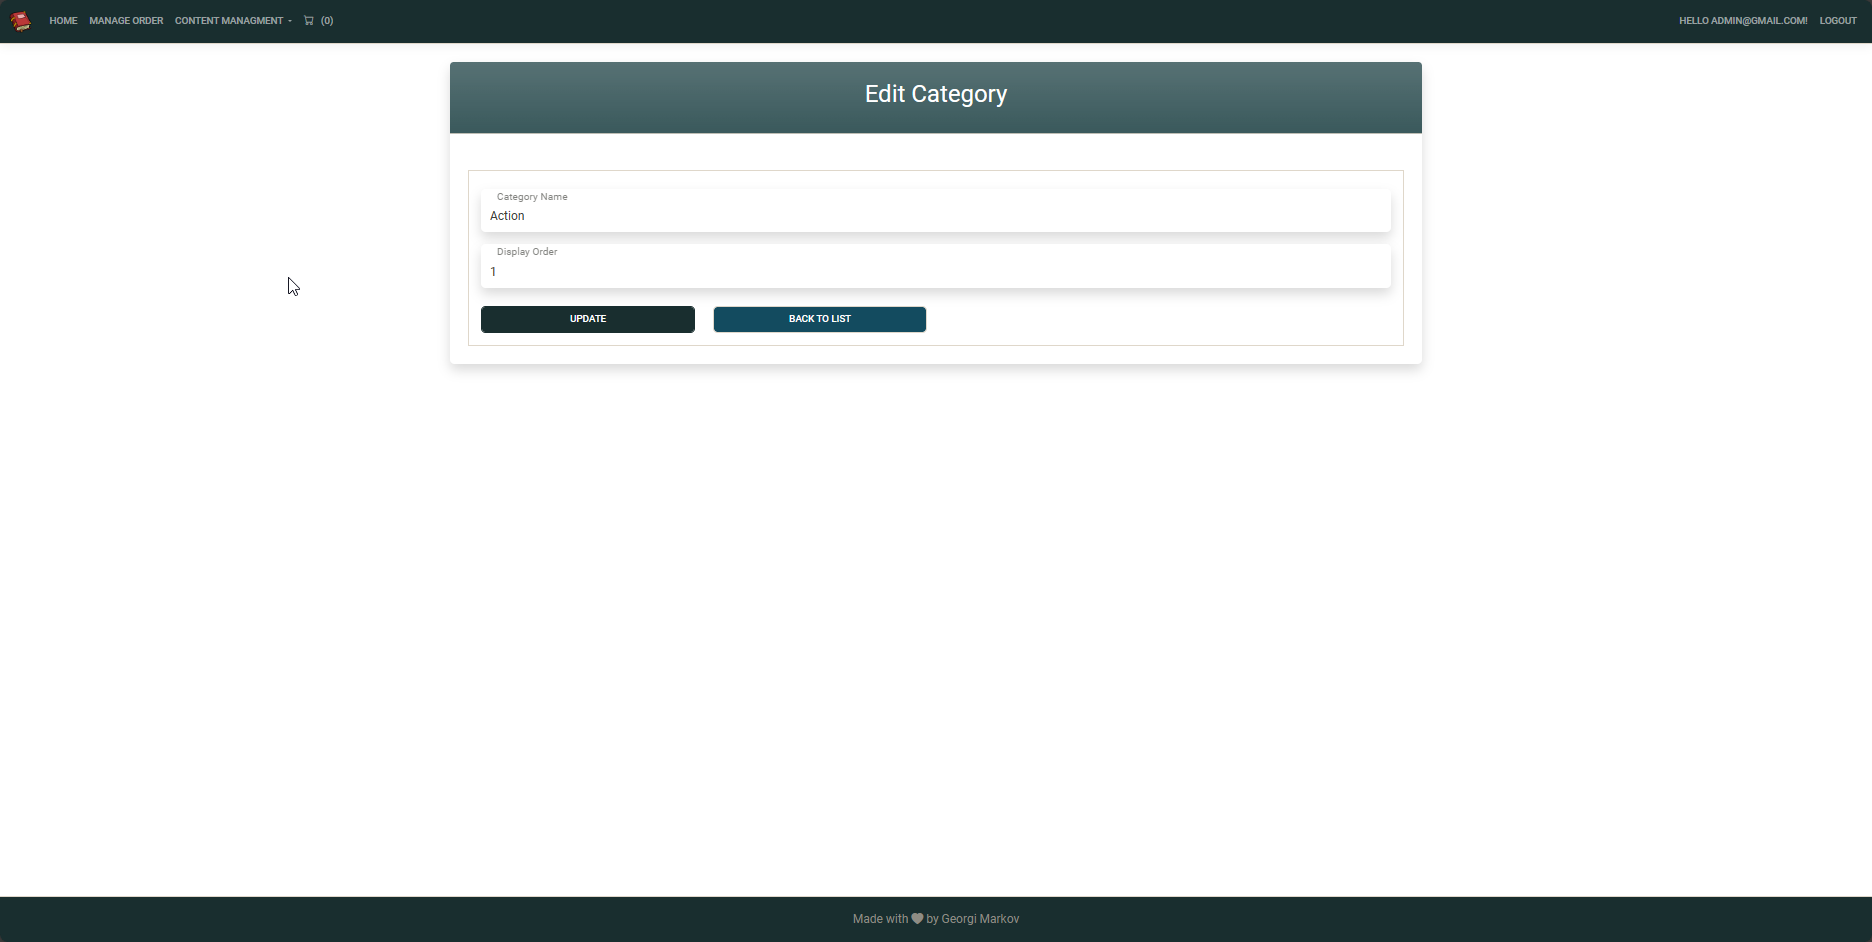 HOME MANAGE ORDER CONTENT MANAGMENT (0) HELLO ADMIN@GMAIL.COM! LOGOUT
Edit Category
Category Name
Action
Display Order
1
UPDATE BACK TO LIST
Made with by Georgi Markov